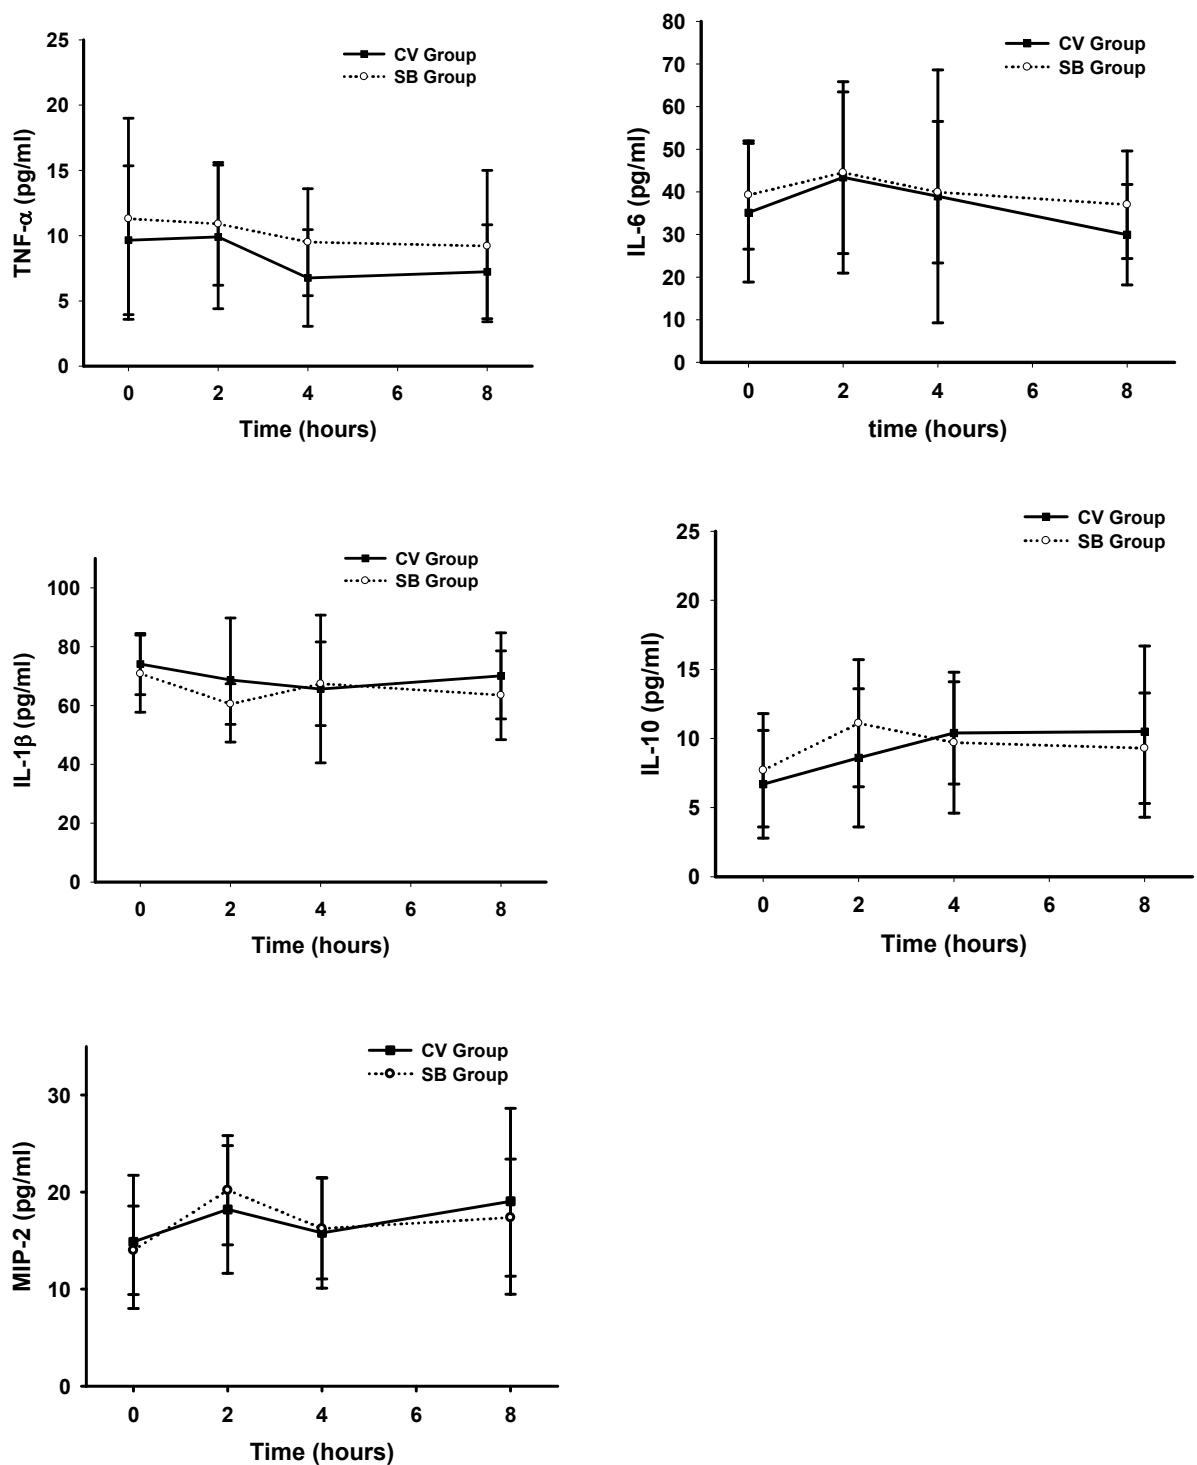 25
20
15
10
5
0
TNF-α (pg/ml)
CV Group
SB Group
0 2 4 6 8
Time (hours)
80
70
60
50
40
30
20
10
0
IL-6 (pg/ml)
CV Group
SB Group
0 2 4 6 8
time (hours)
100
80
60
40
20
0
IL-1β (pg/ml)
CV Group
SB Group
0 2 4 6 8
Time (hours)
25
20
15
10
5
0
IL-10 (pg/ml)
CV Group
SB Group
0 2 4 6 8
Time (hours)
30
20
10
0
MIP-2 (pg/ml)
CV Group
SB Group
0 2 4 6 8
Time (hours)